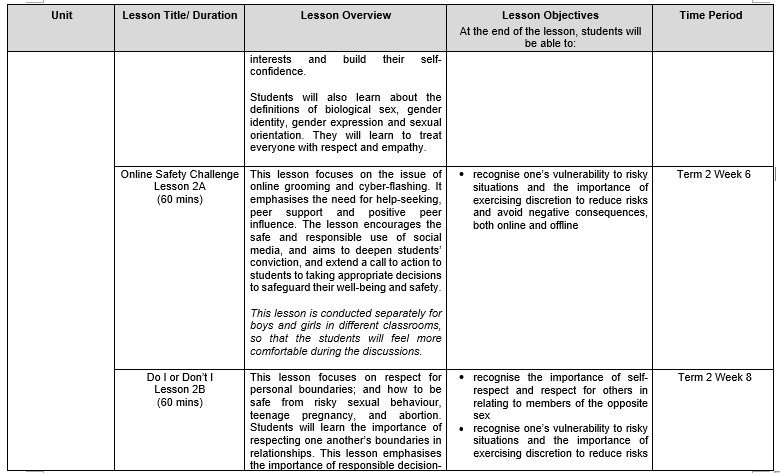 Unit
Lesson Title/ Duration
Lesson Overview
Lesson Objectives
At the end of the lesson, students will
be able to:
Time Period
interests and build their self-
confidence.
Students will also learn about the
definitions of biological sex, gender
identity, gender expression and sexual
orientation. They will learn to treat
everyone with respect and empathy.
Online Safety Challenge
Lesson 2A
(60 mins)
This lesson focuses on the issue of
online grooming and cyber-flashing. It
emphasises the need for help-seeking,
peer support and positive peer
influence. The lesson encourages the
safe and responsible use of social
media, and aims to deepen students'
conviction, and extend a call to action to
students to taking appropriate decisions
to safeguard their well-being and safety.
This lesson is conducted separately for
boys and girls in different classrooms,
so that the students will feel more
comfortable during the discussions.
• recognise one's vulnerability to risky
situations and the importance of
exercising discretion to reduce risks
and avoid negative consequences,
both online and offline
Term 2 Week 6
Do I or Don't I
Lesson 2B
(60 mins)
This lesson focuses on respect for
personal boundaries; and how to be
safe from risky sexual behaviour,
teenage pregnancy, and abortion.
Students will learn the importance of
respecting one another's boundaries in
relationships. This lesson emphasises
the importance of responsible decision-
• recognise the importance of self-
respect and respect for others in
relating to members of the opposite
sex
• recognise one's vulnerability to risky
situations and the importance of
exercising discretion to reduce risks
Term 2 Week 8